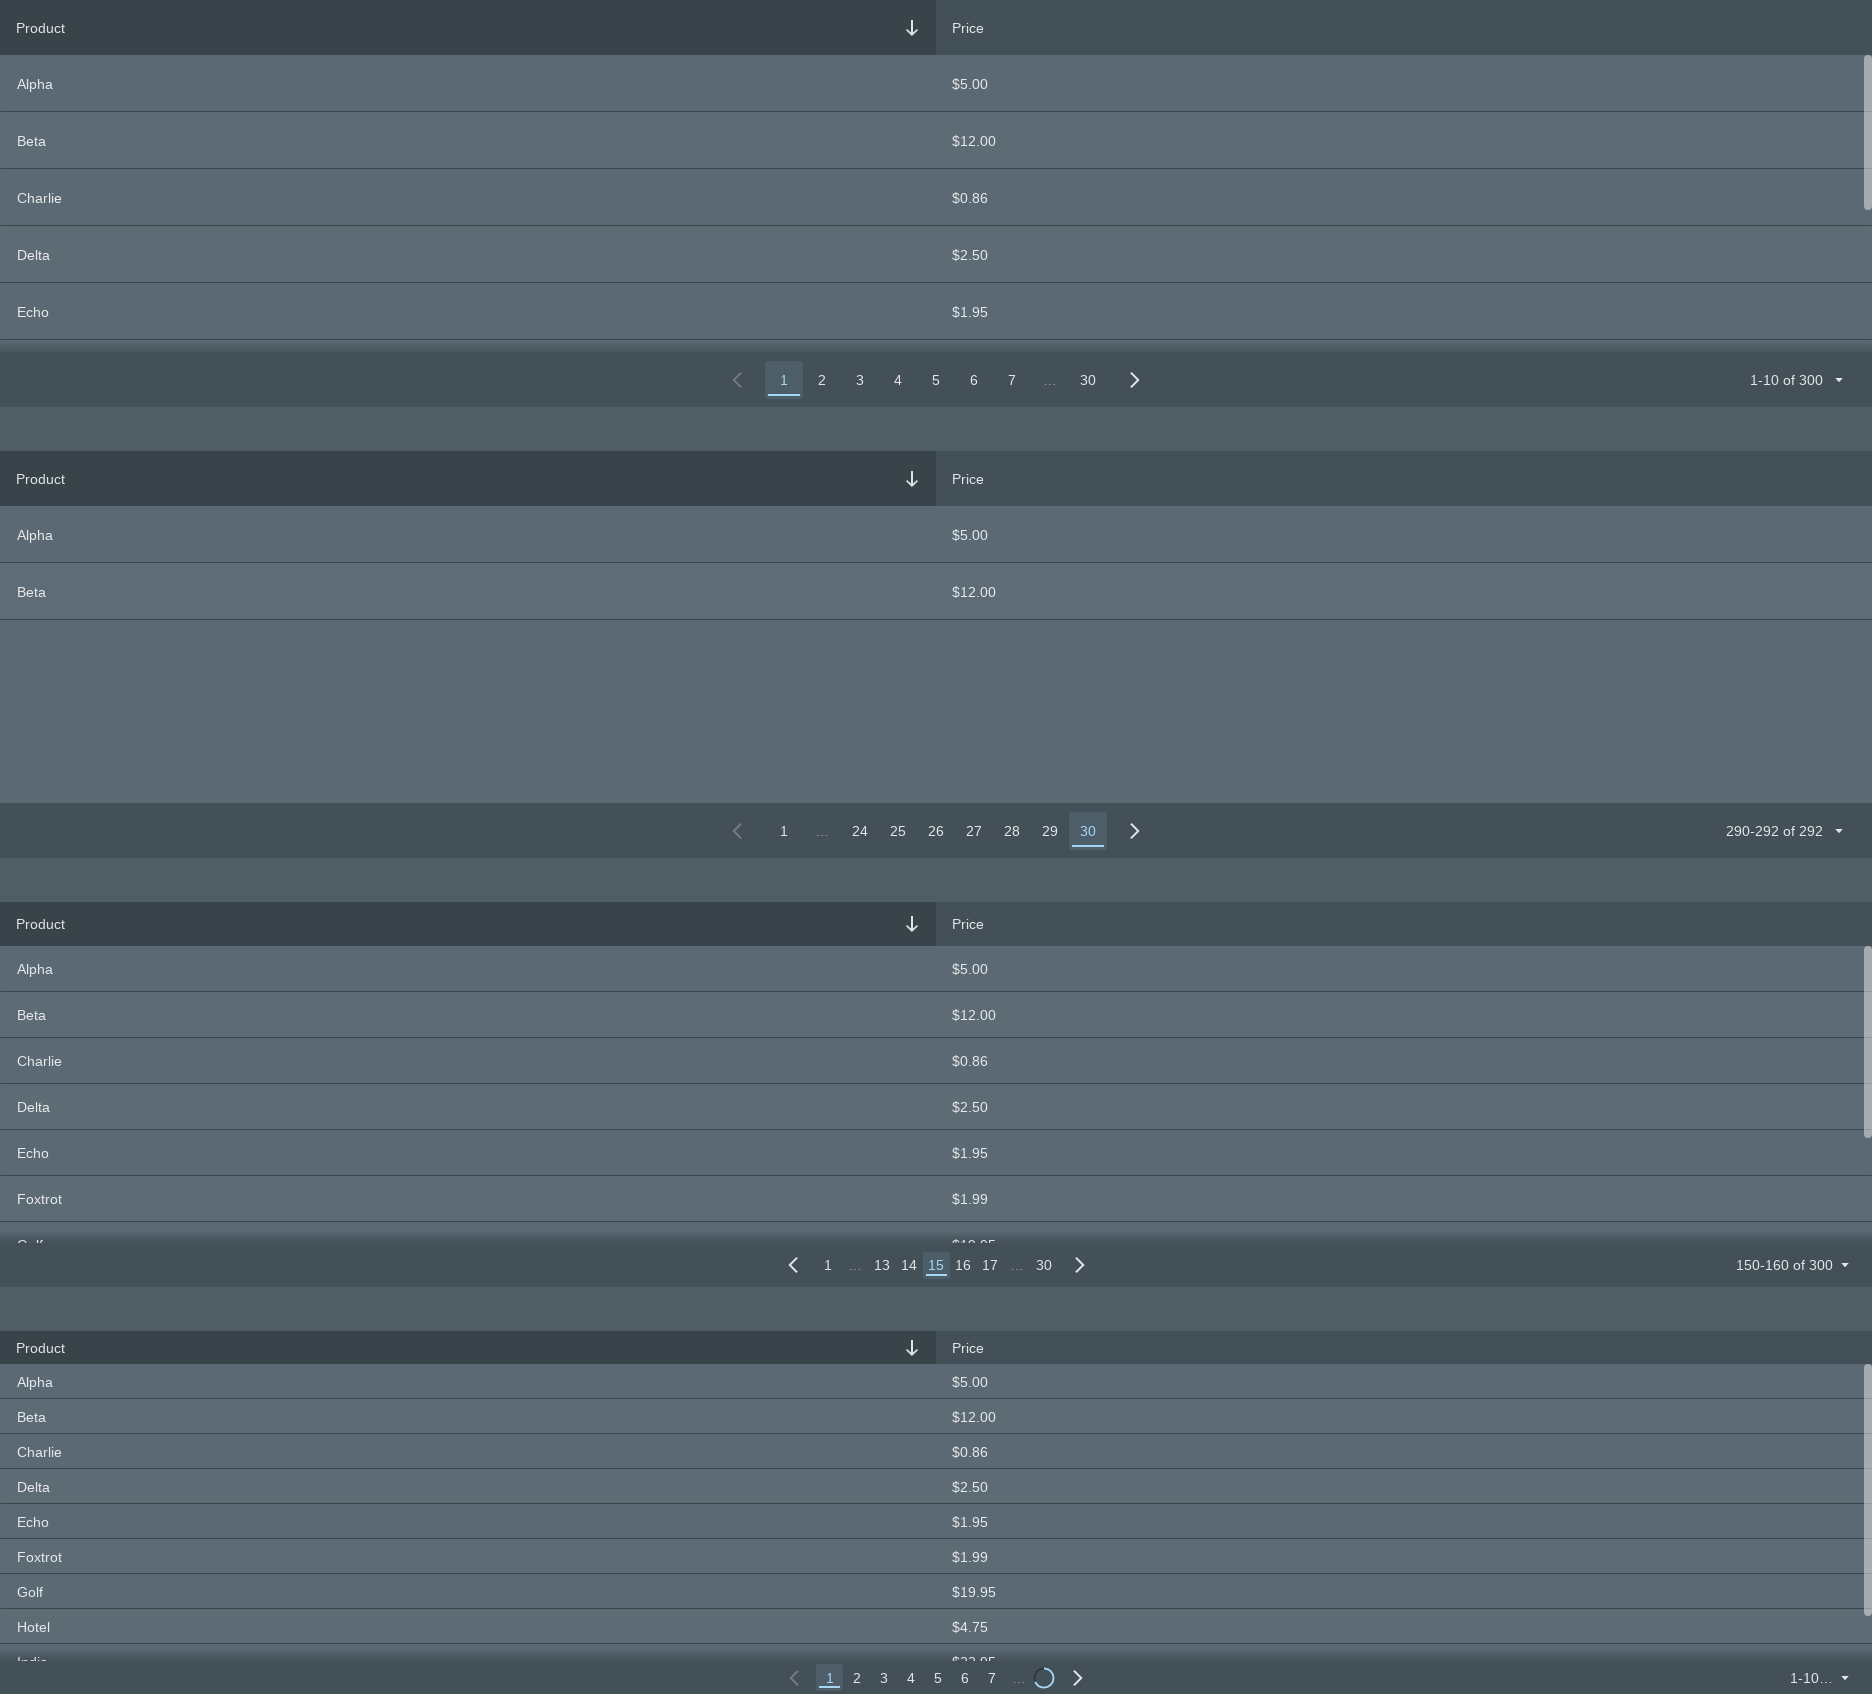 Product Price
Alpha $5.00
Beta $12.00
Charlie $0.86
Delta $2.50
Echo $1.95
1 2 3 4 5 6 7 ... 30 1-10 of 300
Product Price
Alpha $5.00
Beta $12.00
1 ... 24 25 26 27 28 29 30 290-292 of 292
Product Price
Alpha $5.00
Beta $12.00
Charlie $0.86
Delta $2.50
Echo $1.95
Foxtrot $1.99
1 ... 13 14 15 16 17 ... 30 150-160 of 300
Product Price
Alpha $5.00
Beta $12.00
Charlie $0.86
Delta $2.50
Echo $1.95
Foxtrot $1.99
Golf $19.95
Hotel $4.75
1 2 3 4 5 6 7 ... 1-10...